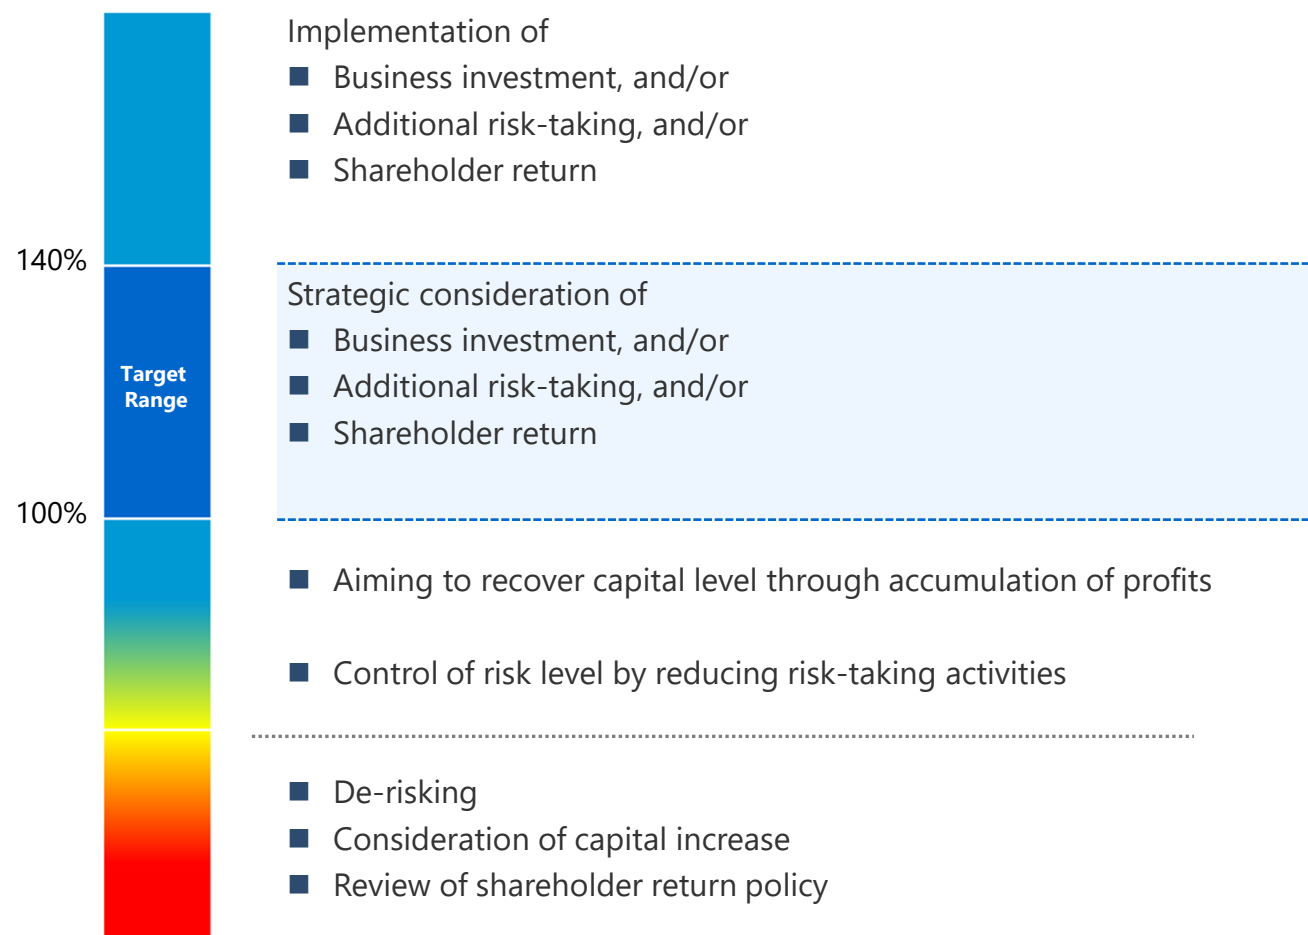 Implementation of
■ Business investment, and/or
■ Additional risk-taking, and/or
■ Shareholder return
140%
Strategic consideration of
■ Business investment, and/or
■ Additional risk-taking, and/or
■ Shareholder return
Target
Range
100%
■ Aiming to recover capital level through accumulation of profits
■ Control of risk level by reducing risk-taking activities
■ De-risking
■ Consideration of capital increase
■ Review of shareholder return policy